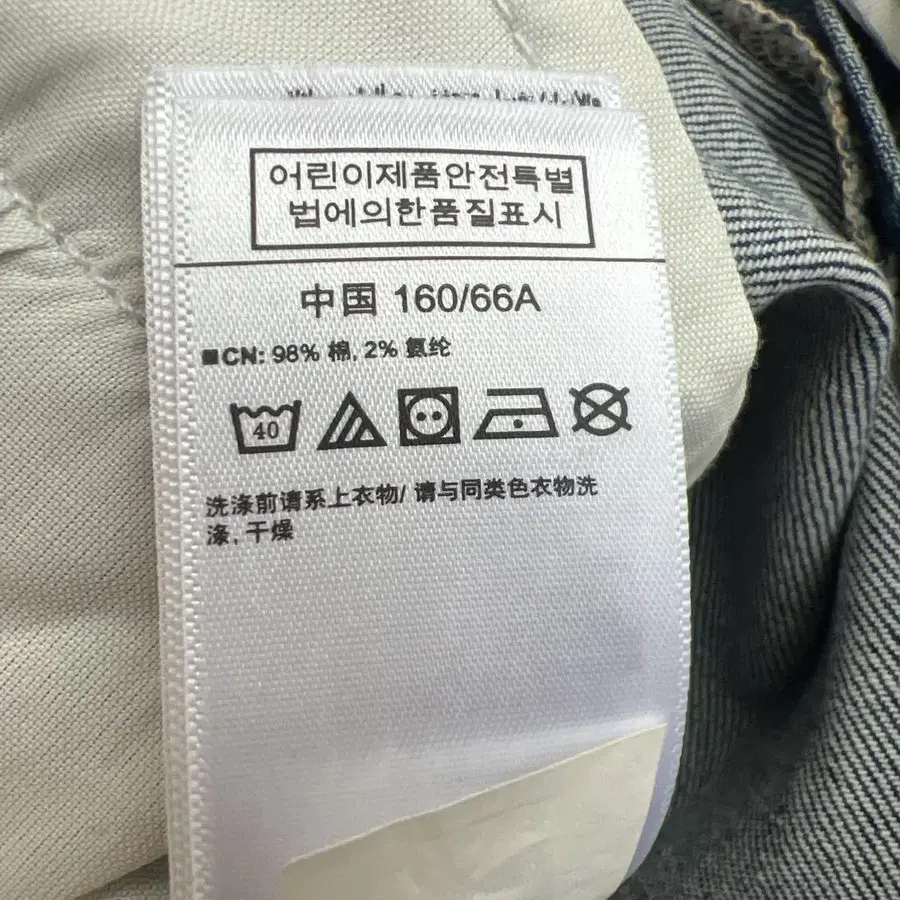 어린이제품안전특별
법에의한품질표시
中国 160/66A
■CN: 98% 棉, 2% 氨纶
40
洗涤前请系上衣物/ 请与同类色衣物洗
涤, 干燥